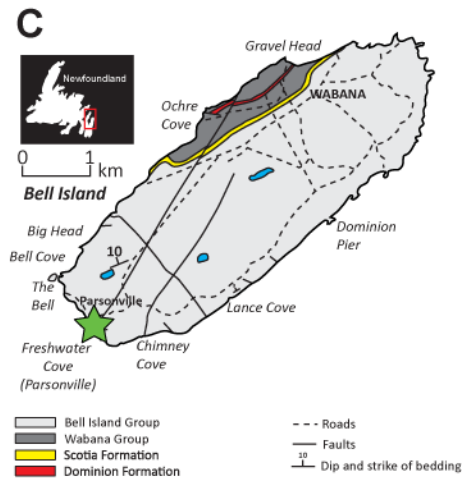 C
Gravel Head
Newfoundland
WABANA
Ochre
Cove
0 1
km
Bell Island
Big Head
Dominion
Pier
10
Bell Cove
The
Bell
Parsonville
Lance Cove
Freshwater
Cove
(Parsonville)
Chimney
Cove
Bell Island Group
Wabana Group
Scotia Formation
Dominion Formation
Roads
Faults
10
Dip and strike of bedding